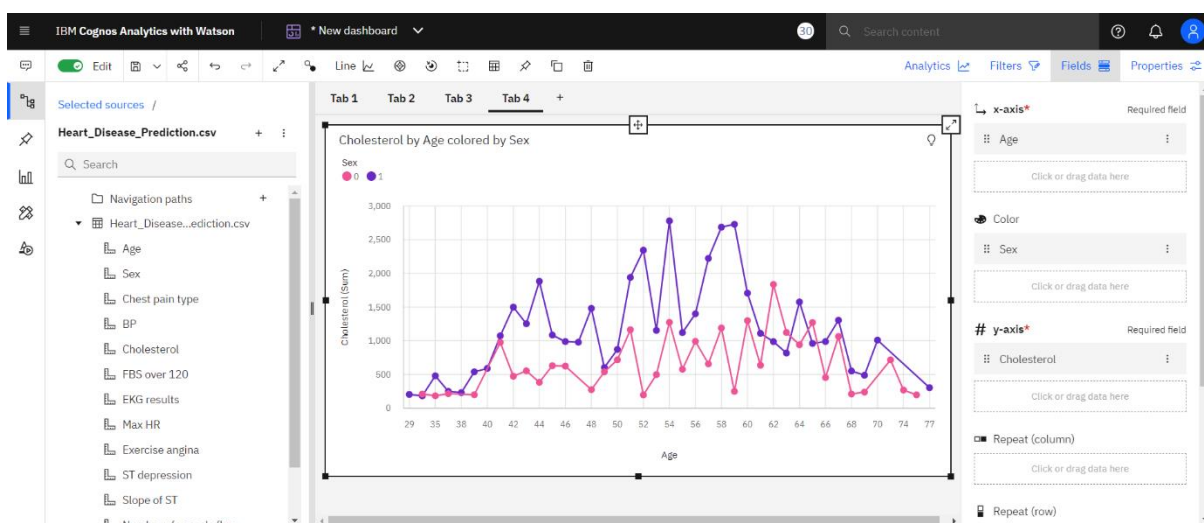 IBM Cognos Analytics with Watson
* New dashboard
30
Search content
Edit
Line
Analytics
Filters
Fields
Properties
Selected sources /
Heart_Disease_Prediction.csv
Search
Navigation paths
Heart_Disease...ediction.csv
Age
Sex
Chest pain type
BP
Cholesterol
FBS over 120
EKG results
Max HR
Exercise angina
ST depression
Slope of ST
Tab 1 Tab 2 Tab 3 Tab 4 +
Cholesterol by Age colored by Sex
Sex
0 1
3,000
2,500
2,000
1,500
1,000
500
0
Cholesterol (Sum)
29 35 38 40 42 44 46 48 50 52 54 56 58 60 62 64 66 68 70 74 77
Age
x-axis* Required field
Age
Click or drag data here
Color
Sex
Click or drag data here
# y-axis* Required field
Cholesterol
Click or drag data here
Repeat (column)
Click or drag data here
Repeat (row)